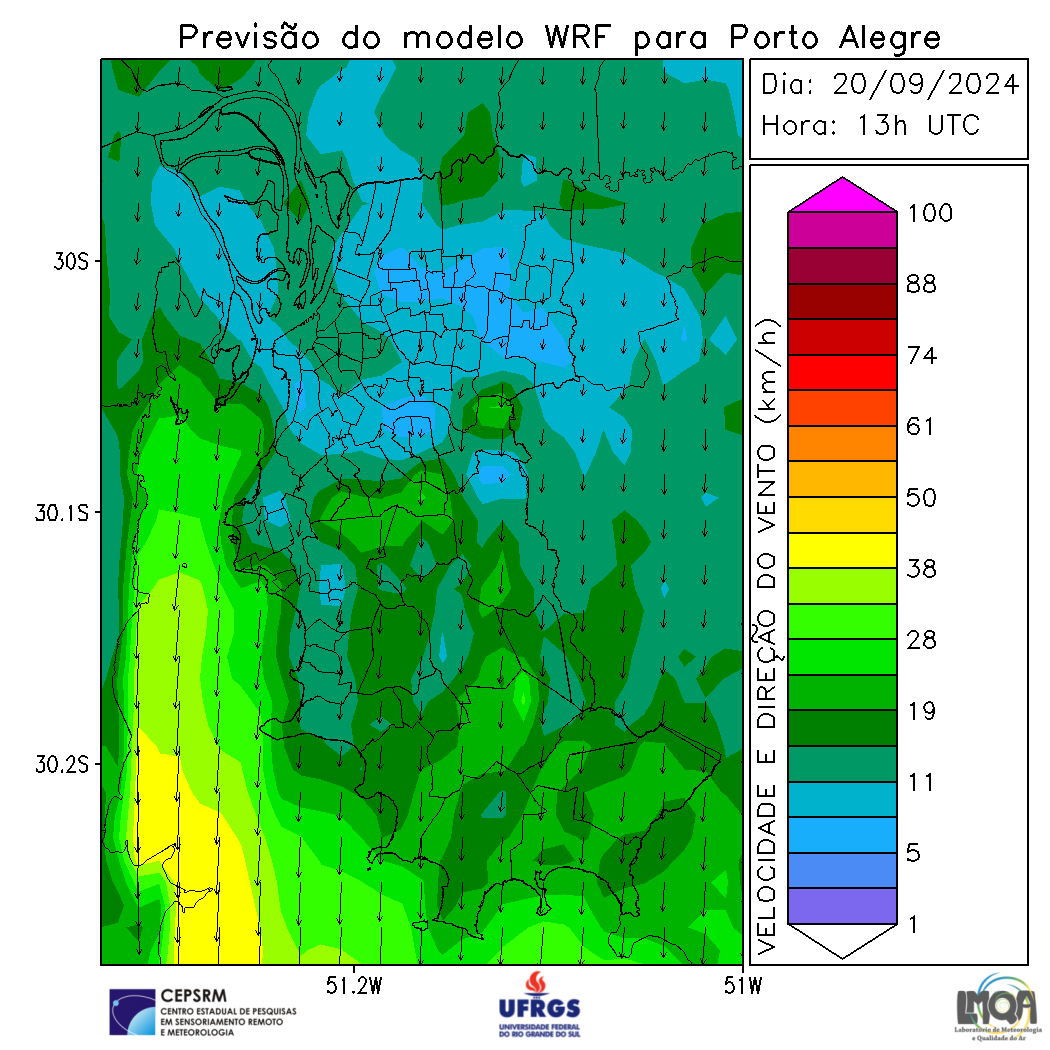 Previsão do modelo WRF para Porto Alegre
Dia: 20/09/2024
Hora: 13h UTC
30S
30.1S
30.2S
51.2W
51W
VELOCIDADE E DIREÇÃO DO VENTO (km/h)
100
88
74
61
50
38
28
19
11
5
1
CEPSRM
CENTRO ESTADUAL DE PESQUISAS
EM SENSORIAMENTO REMOTO
E METEOROLOGIA
UFRGS
UNIVERSIDADE FEDERAL
DO RIO GRANDE DO SUL
LMQA
Laboratório de Meteorologia
e Qualidade do Ar